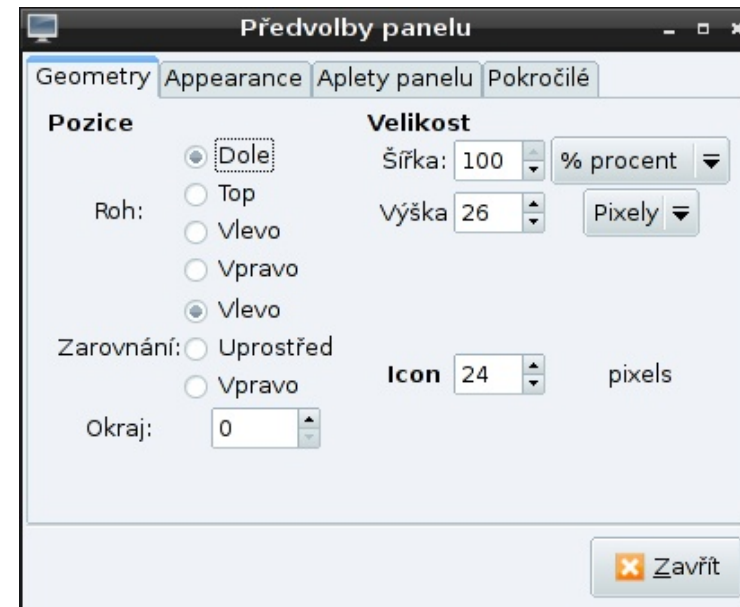 Předvolby panelu
Geometry Appearance Aplety panelu Pokročilé
Pozice
Velikost
Dole
Šířka: 100 % procent
Roh:
Top
Výška 26 Pixely
Vlevo
Vpravo
Vlevo
Zarovnání: Uprostřed
Icon 24 pixels
Vpravo
Okraj: 0
Zavřít